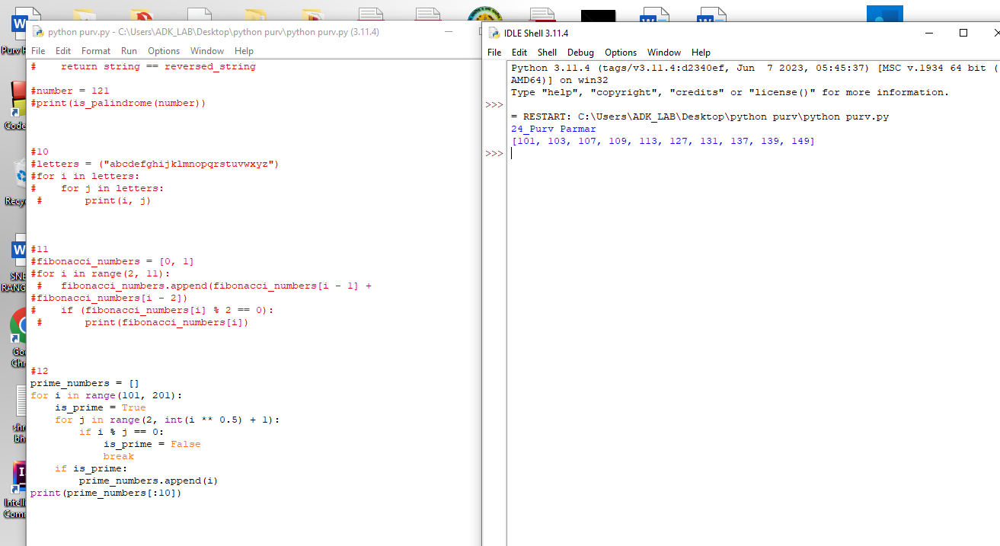 python purv.py - C:\Users\ADK_LAB\Desktop\python purv\python purv.py (3.11.4)
File Edit Format Run Options Window Help
#    return string == reversed_string
#number = 121
#print(is_palindrome(number))
#10
#letters = ("abcdefghijklmnopqrstuvwxyz")
#for i in letters:
#    for j in letters:
 #       print(i, j)
#11
#fibonacci_numbers = [0, 1]
#for i in range(2, 11):
 #   fibonacci_numbers.append(fibonacci_numbers[i - 1] +
#fibonacci_numbers[i - 2])
#    if (fibonacci_numbers[i] % 2 == 0):
 #       print(fibonacci_numbers[i])
#12
prime_numbers = []
for i in range(101, 201):
    is_prime = True
    for j in range(2, int(i ** 0.5) + 1):
        if i % j == 0:
            is_prime = False
            break
    if is_prime:
        prime_numbers.append(i)
print(prime_numbers[:10])
IDLE Shell 3.11.4
File Edit Shell Debug Options Window Help
Python 3.11.4 (tags/v3.11.4:d2340ef, Jun  7 2023, 05:45:37) [MSC v.1934 64 bit (
AMD64)] on win32
Type "help", "copyright", "credits" or "license()" for more information.
>>>
= RESTART: C:\Users\ADK_LAB\Desktop\python purv\python purv.py
24_Purv Parmar
[101, 103, 107, 109, 113, 127, 131, 137, 139, 149]
>>>
Purv
Code
Recy
SNE
RANG
Goo
Chr
shr
bh
Intelli
Com